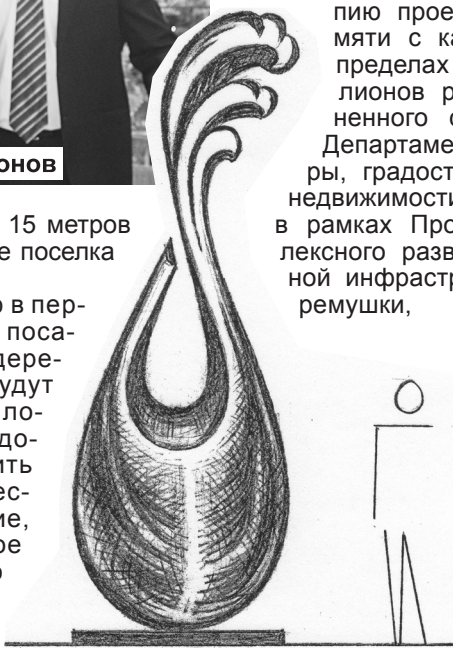 онов
15 метров
е поселка
в пер-
поса-
дере-
удут
ло-
до-
ить
ес-
ие,
ре
пию прое
мяти с ка
пределах
лионов р
ненного с
Департаме
ры, градост
недвижимости
в рамках Про
лексного разв
ной инфрастр
ремушки,